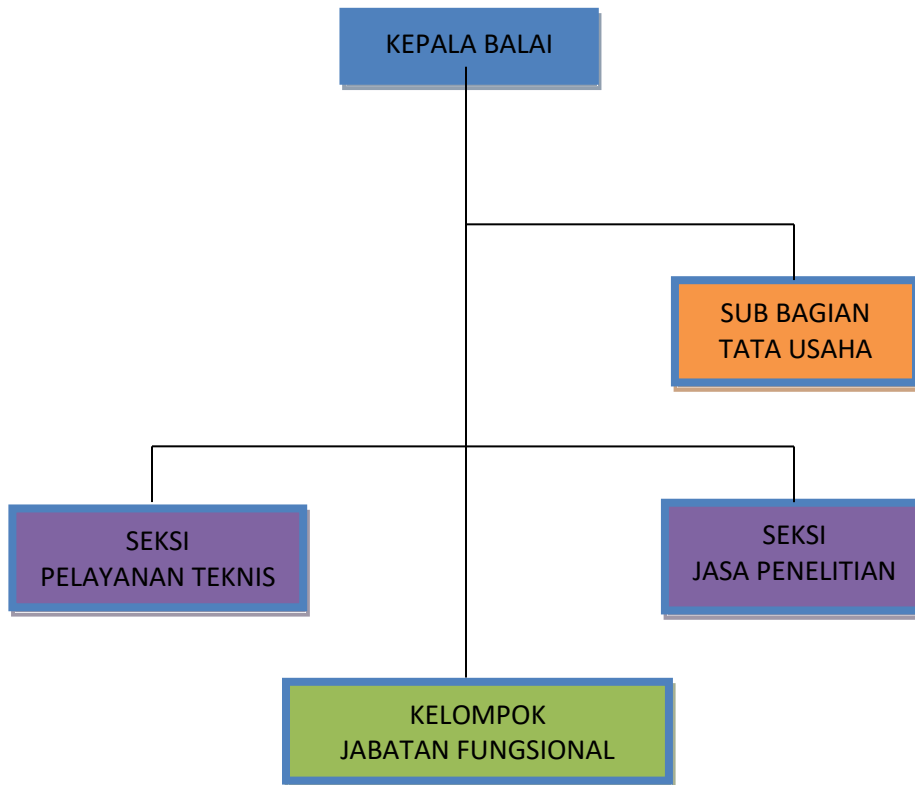 KEPALA BALAI
SUB BAGIAN
TATA USAHA
SEKSI
PELAYANAN TEKNIS
SEKSI
JASA PENELITIAN
KELOMPOK
JABATAN FUNGSIONAL